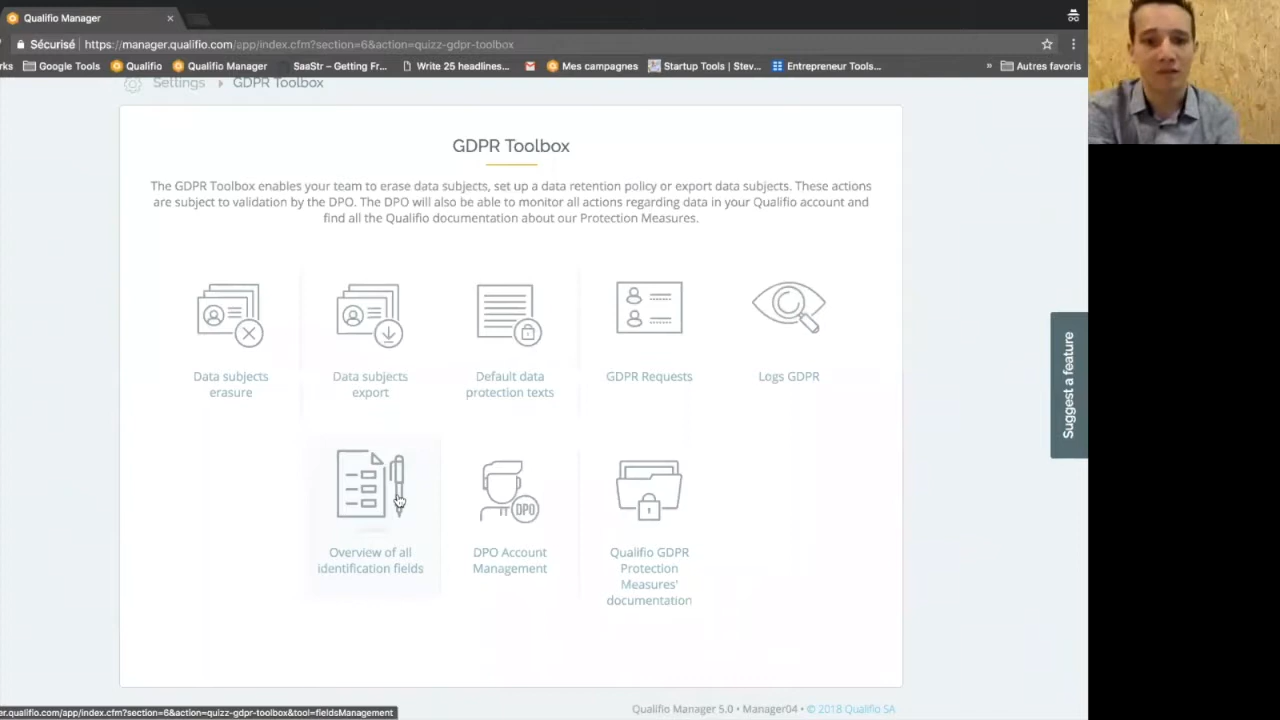 Qualifio Manager
Sécurisé https://manager.qualifio.com/app/index.cfm?section=6&action=quizz-gdpr-toolbox
rks Google Tools Qualifio Qualifio Manager SaaStr – Getting Fr... Write 25 headlines... Mes campagnes Startup Tools | Stev... Entrepreneur Tools... » Autres favoris
Settings GDPR Toolbox
GDPR Toolbox
The GDPR Toolbox enables your team to erase data subjects, set up a data retention policy or export data subjects. These actions
are subject to validation by the DPO. The DPO will also be able to monitor all actions regarding data in your Qualifio account and
find all the Qualifio documentation about our Protection Measures.
Data subjects
erasure
Data subjects
export
Default data
protection texts
GDPR Requests
Logs GDPR
Suggest a feature
Overview of all
identification fields
DPO
DPO Account
Management
Qualifio GDPR
Protection
Measures'
documentation
er.qualifio.com/app/index.cfm?section=6&action=quizz-gdpr-toolbox&tool=fieldsManagement
Qualifio Manager 5.0 • Manager04 • © 2018 Qualifio SA